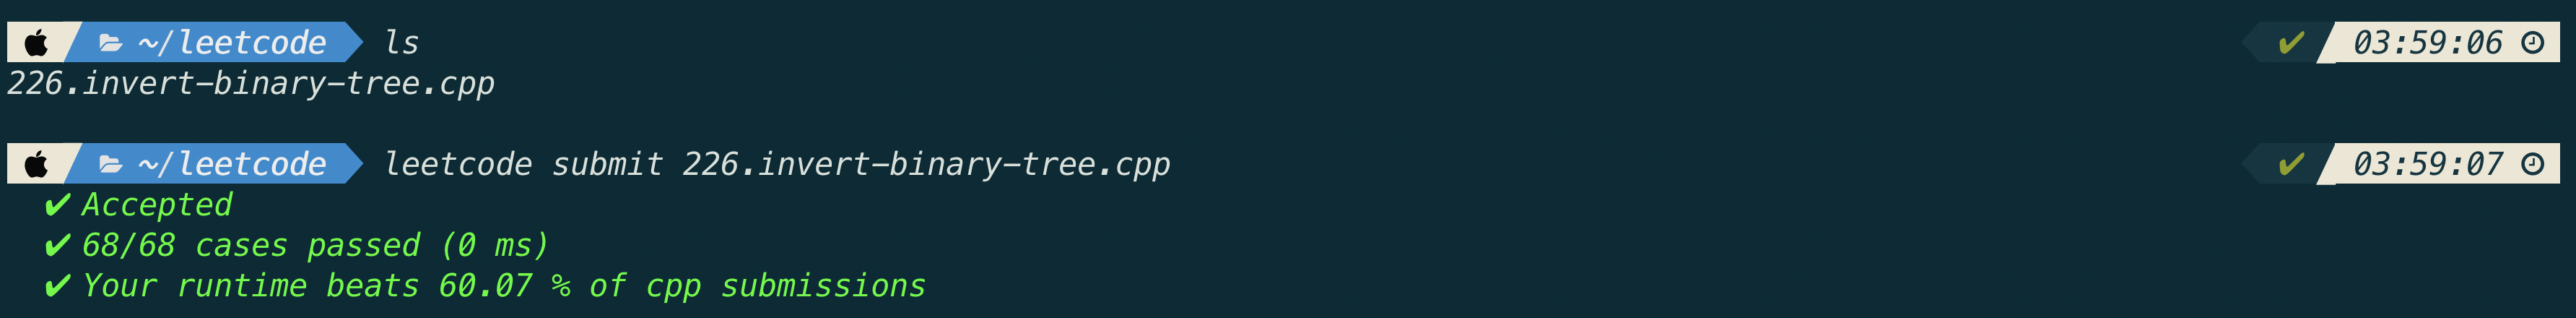 ~/leetcode ls ✔ 03:59:06
226.invert-binary-tree.cpp
~/leetcode leetcode submit 226.invert-binary-tree.cpp ✔ 03:59:07
✔ Accepted
✔ 68/68 cases passed (0 ms)
✔ Your runtime beats 60.07 % of cpp submissions